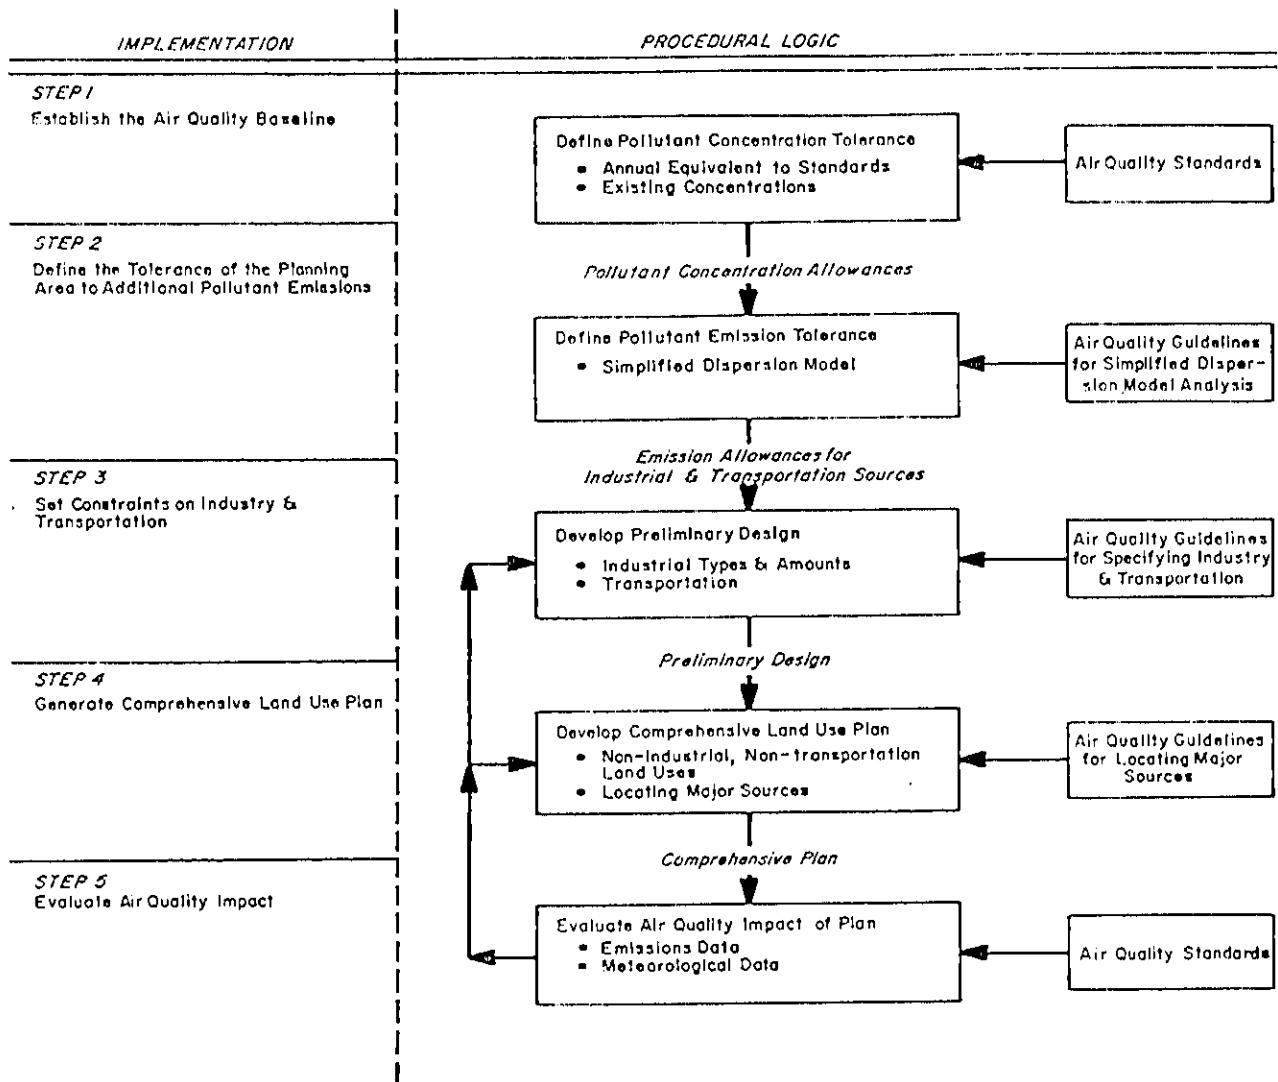 IMPLEMENTATION
PROCEDURAL LOGIC
STEP 1
Establish the Air Quality Baseline
Define Pollutant Concentration Tolerance
• Annual Equivalent to Standards
• Existing Concentrations
Air Quality Standards
STEP 2
Define the Tolerance of the Planning
Area to Additional Pollutant Emissions
Pollutant Concentration Allowances
Define Pollutant Emission Tolerance
• Simplified Dispersion Model
Air Quality Guidelines
for Simplified Disper-
sion Model Analysis
Emission Allowances for
Industrial & Transportation Sources
STEP 3
Set Constraints on Industry &
Transportation
Develop Preliminary Design
• Industrial Types & Amounts
• Transportation
Air Quality Guidelines
for Specifying Industry
& Transportation
Preliminary Design
STEP 4
Generate Comprehensive Land Use Plan
Develop Comprehensive Land Use Plan
• Non-Industrial, Non-transportation
Land Uses
• Locating Major Sources
Air Quality Guidelines
for Locating Major
Sources
Comprehensive Plan
STEP 5
Evaluate Air Quality Impact
Evaluate Air Quality Impact of Plan
• Emissions Data
• Meteorological Data
Air Quality Standards